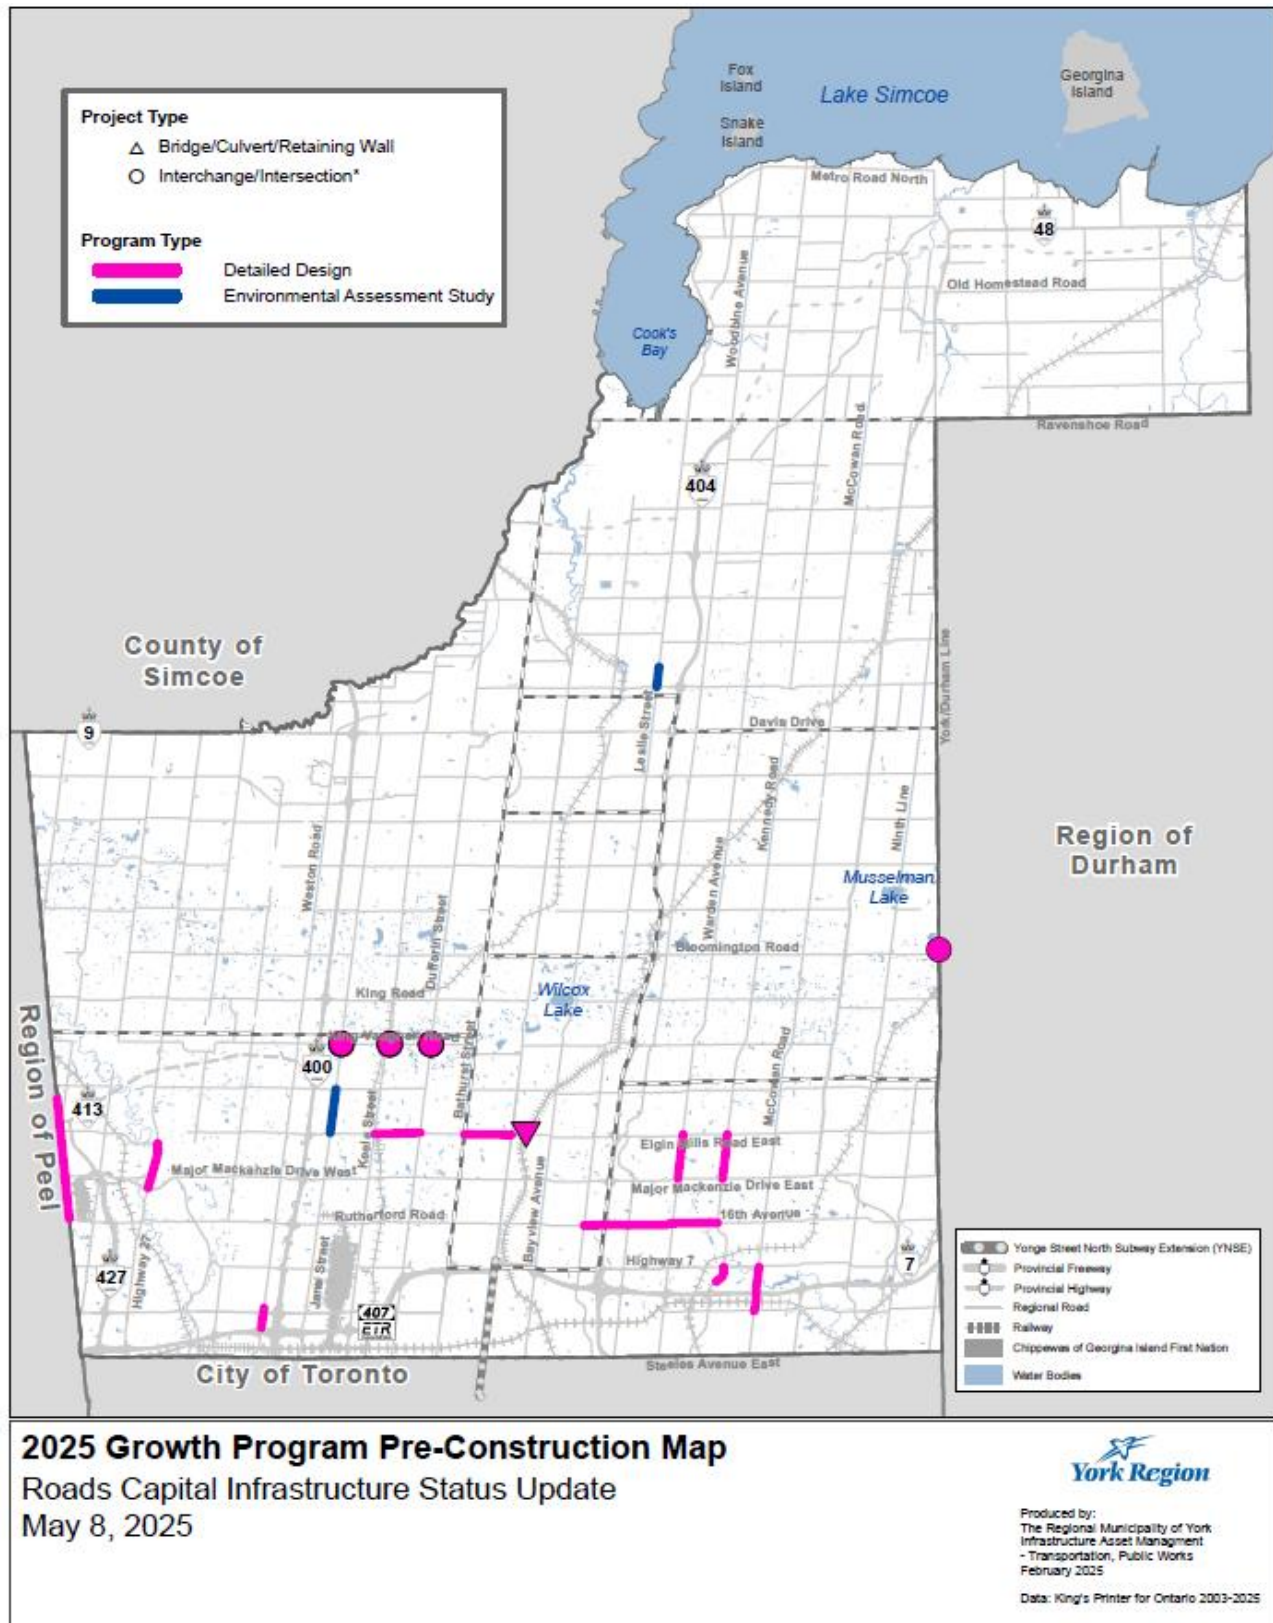 Project Type
Bridge/Culvert/Retaining Wall
Interchange/Intersection*
Program Type
Detailed Design
Environmental Assessment Study
Fox
Island
Snake
Island
Lake Simcoe
Georgina
Island
Metro Road North
48
Old Homestead Road
Woodbine Avenue
Cook's
Bay
McCowan Road
Ravenshoe Road
404
County of
Simcoe
9
Leslie Street
Davis Drive
York/Durham Line
Kennedy Road
Ninth Line
Weston Road
Warden Avenue
Region of
Durham
Musselman
Lake
Dufferin Street
Bloomington Road
King Road
Wilcox
Lake
Region of Peel
400
Bathurst Street
McCowan Road
413
Keele Street
Elgin Mills Road East
Major Mackenzie Drive West
Major Mackenzie Drive East
Bayview Avenue
Rutherford Road
16th Avenue
Highway 27
427
Jane Street
Highway 7
7
407
ETR
City of Toronto
Steeles Avenue East
Yonge Street North Subway Extension (YNSE)
Provincial Freeway
Provincial Highway
Regional Road
Railway
Chippewas of Georgina Island First Nation
Water Bodies
2025 Growth Program Pre-Construction Map
Roads Capital Infrastructure Status Update
May 8, 2025
York Region
Produced by:
The Regional Municipality of York
Infrastructure Asset Managment
- Transportation, Public Works
February 2025
Data: King's Printer for Ontario 2003-2025